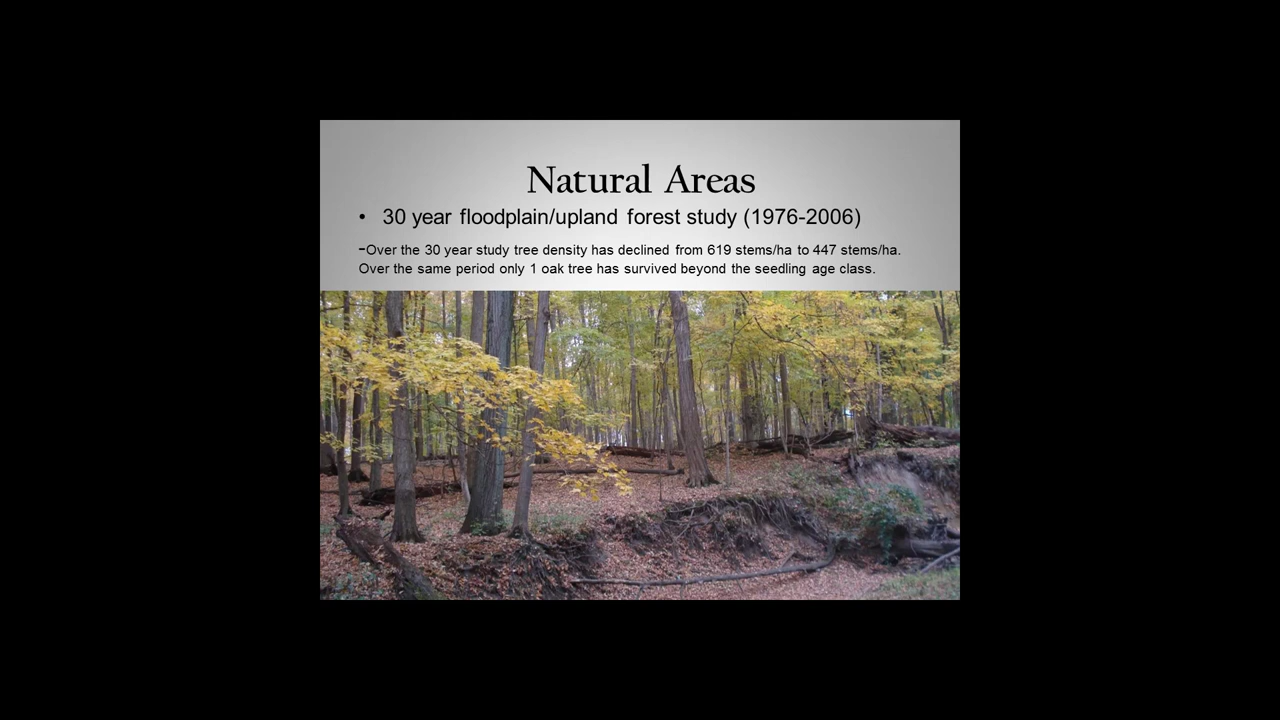 Natural Areas
• 30 year floodplain/upland forest study (1976-2006)
-Over the 30 year study tree density has declined from 619 stems/ha to 447 stems/ha.
Over the same period only 1 oak tree has survived beyond the seedling age class.